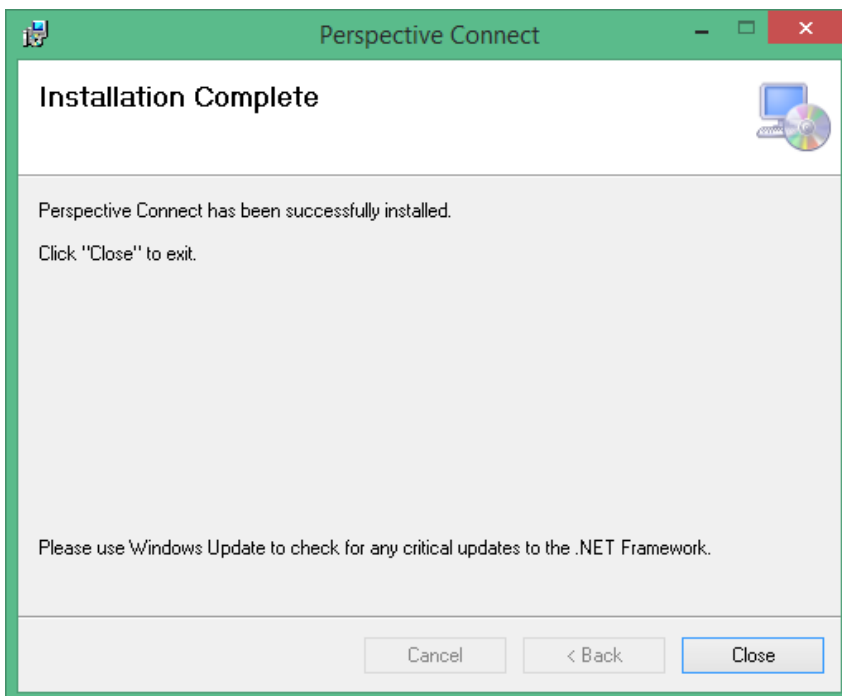 Perspective Connect
Installation Complete
Perspective Connect has been successfully installed.
Click "Close" to exit.
Please use Windows Update to check for any critical updates to the .NET Framework.
Cancel
< Back
Close